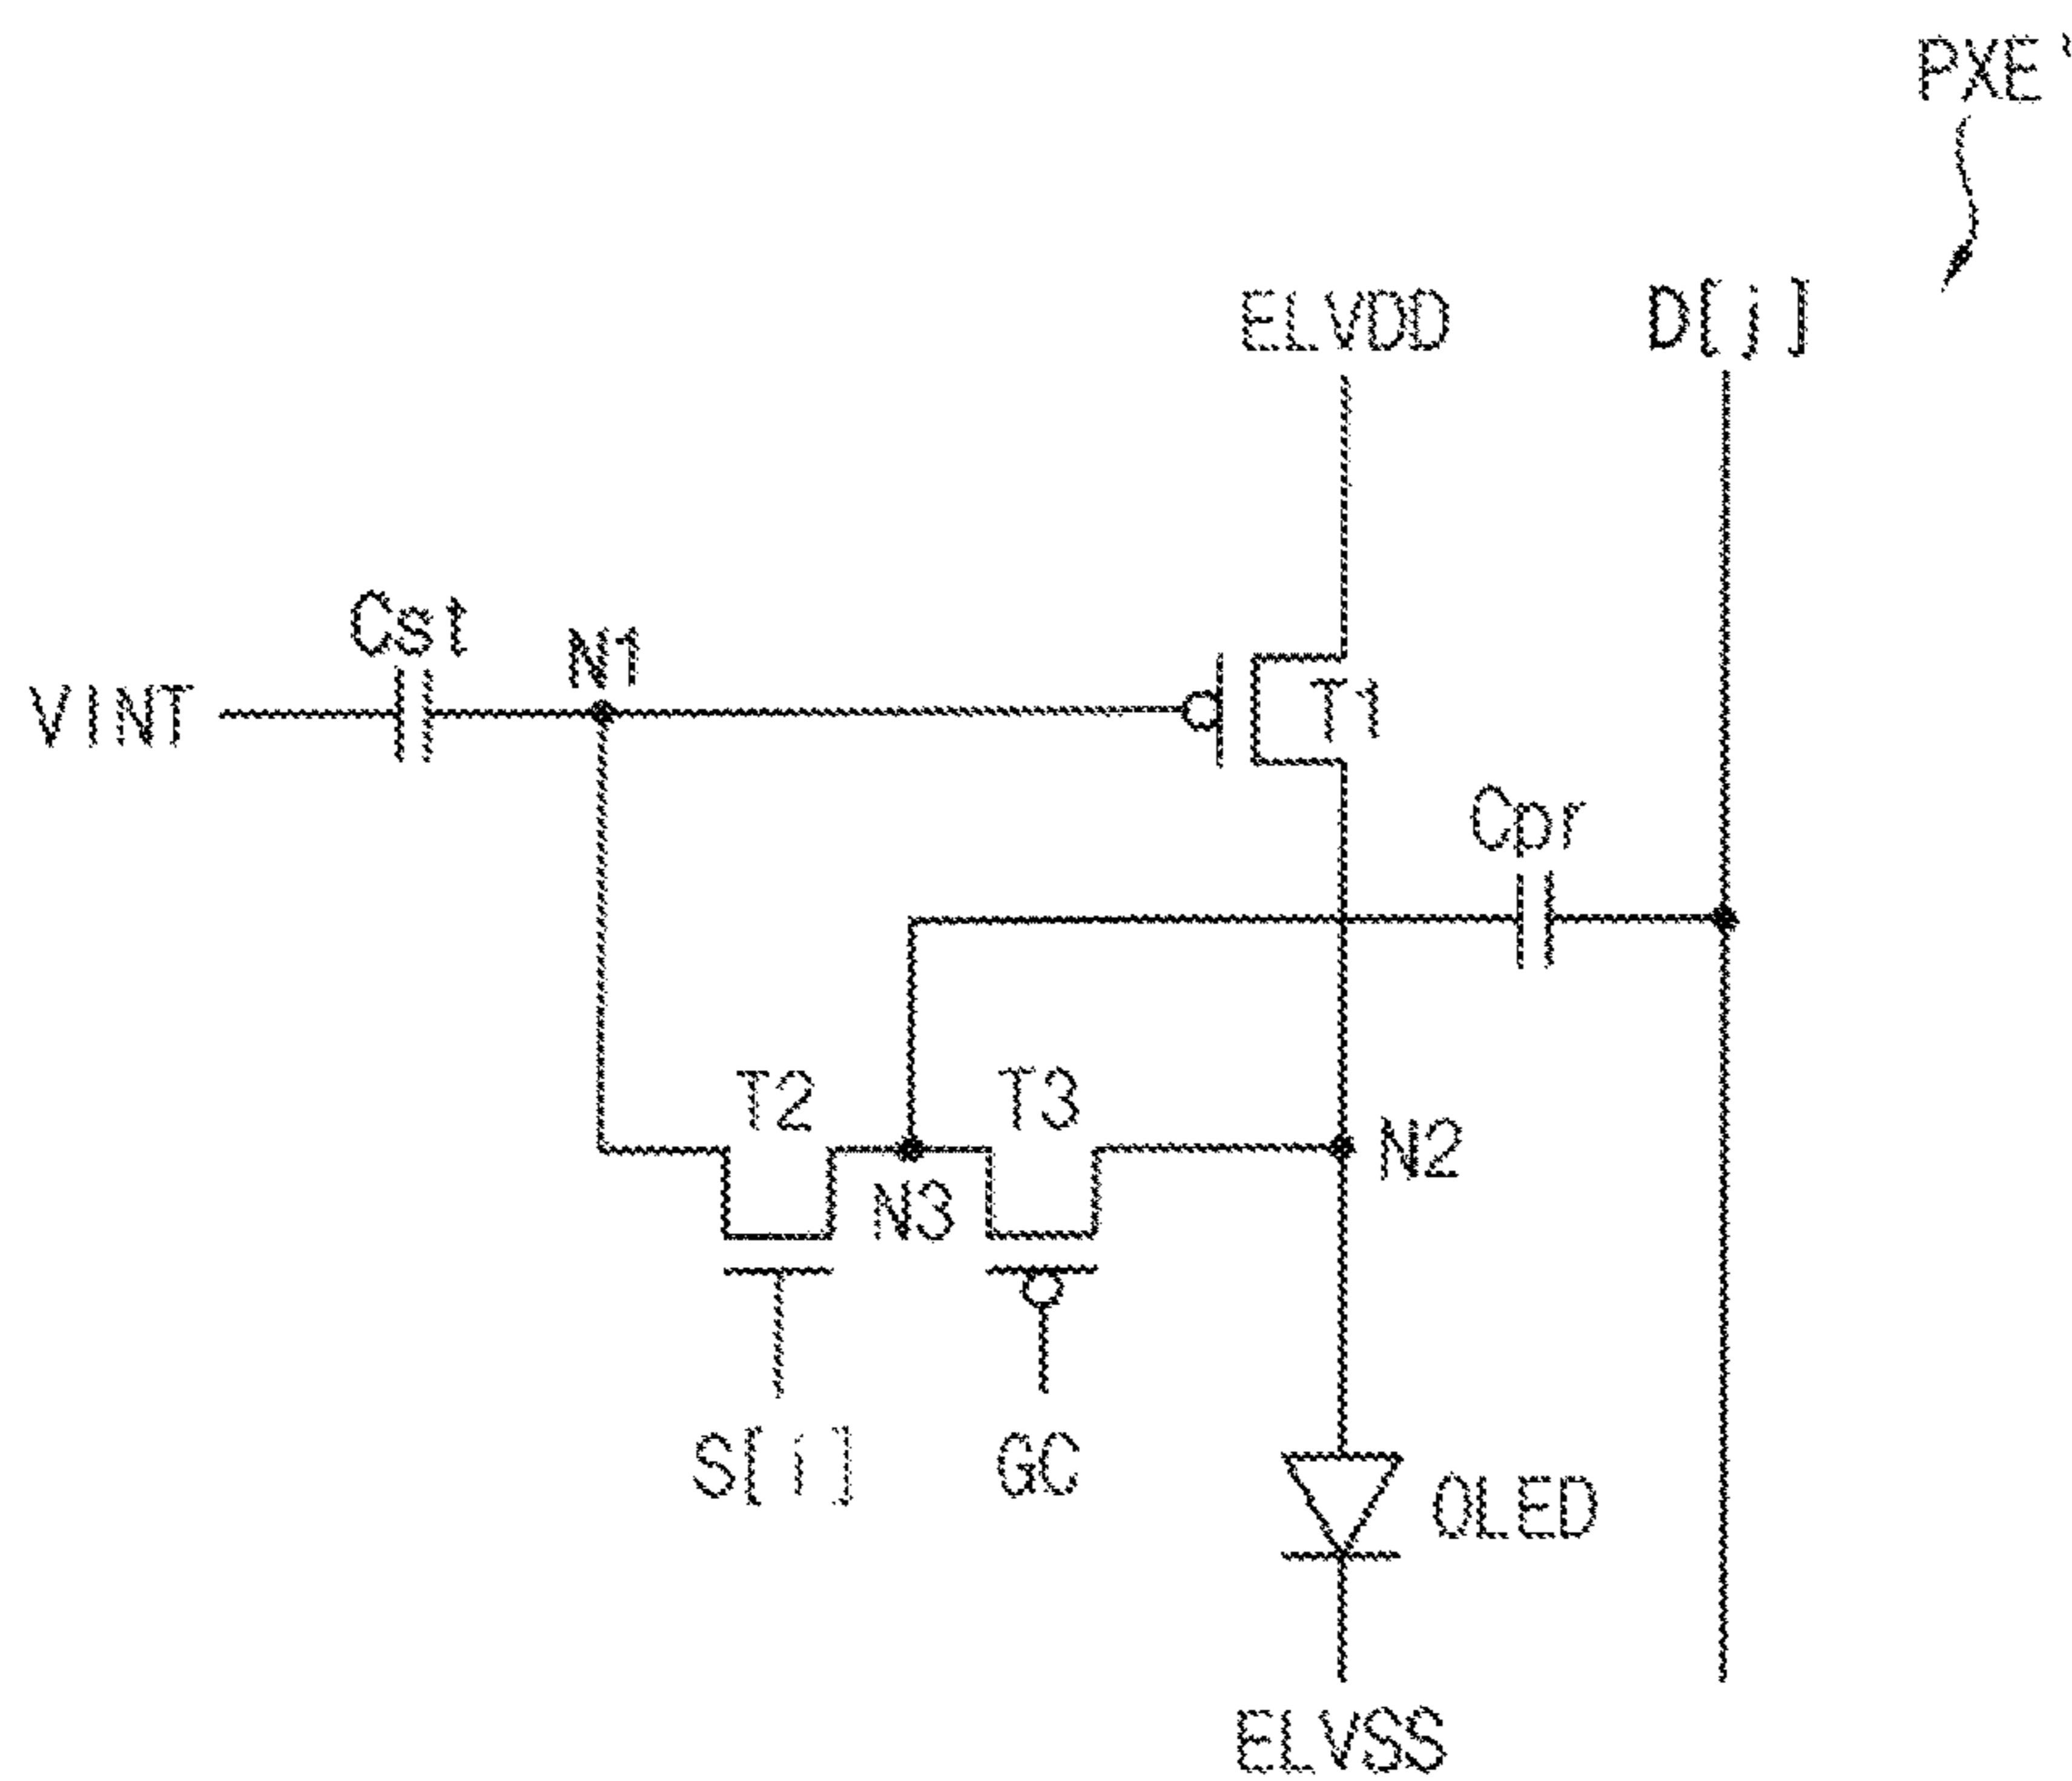 PXE'
ELVDD
D[j]
Cst
N1
VINT
T1
Cpr
T2
T3
N2
N3
S[i]
GC
OLED
ELVSS